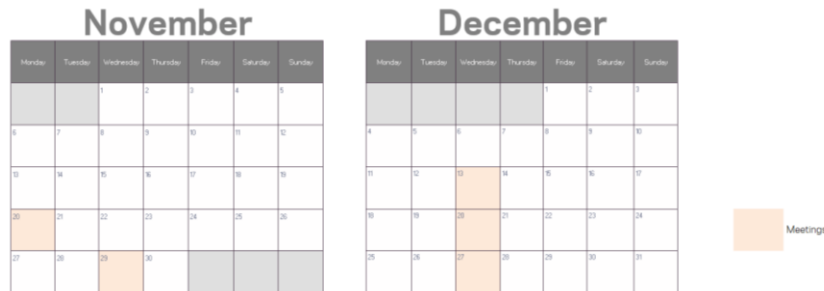 November
Monday Tuesday Wednesday Thursday Friday Saturday Sunday
1 2 3 4 5
6 7 8 9 10 11 12
13 14 15 16 17 18 19
20 21 22 23 24 25 26
27 28 29 30
December
Monday Tuesday Wednesday Thursday Friday Saturday Sunday
1 2 3
4 5 6 7 8 9 10
11 12 13 14 15 16 17
18 19 20 21 22 23 24
25 26 27 28 29 30 31
Meetings